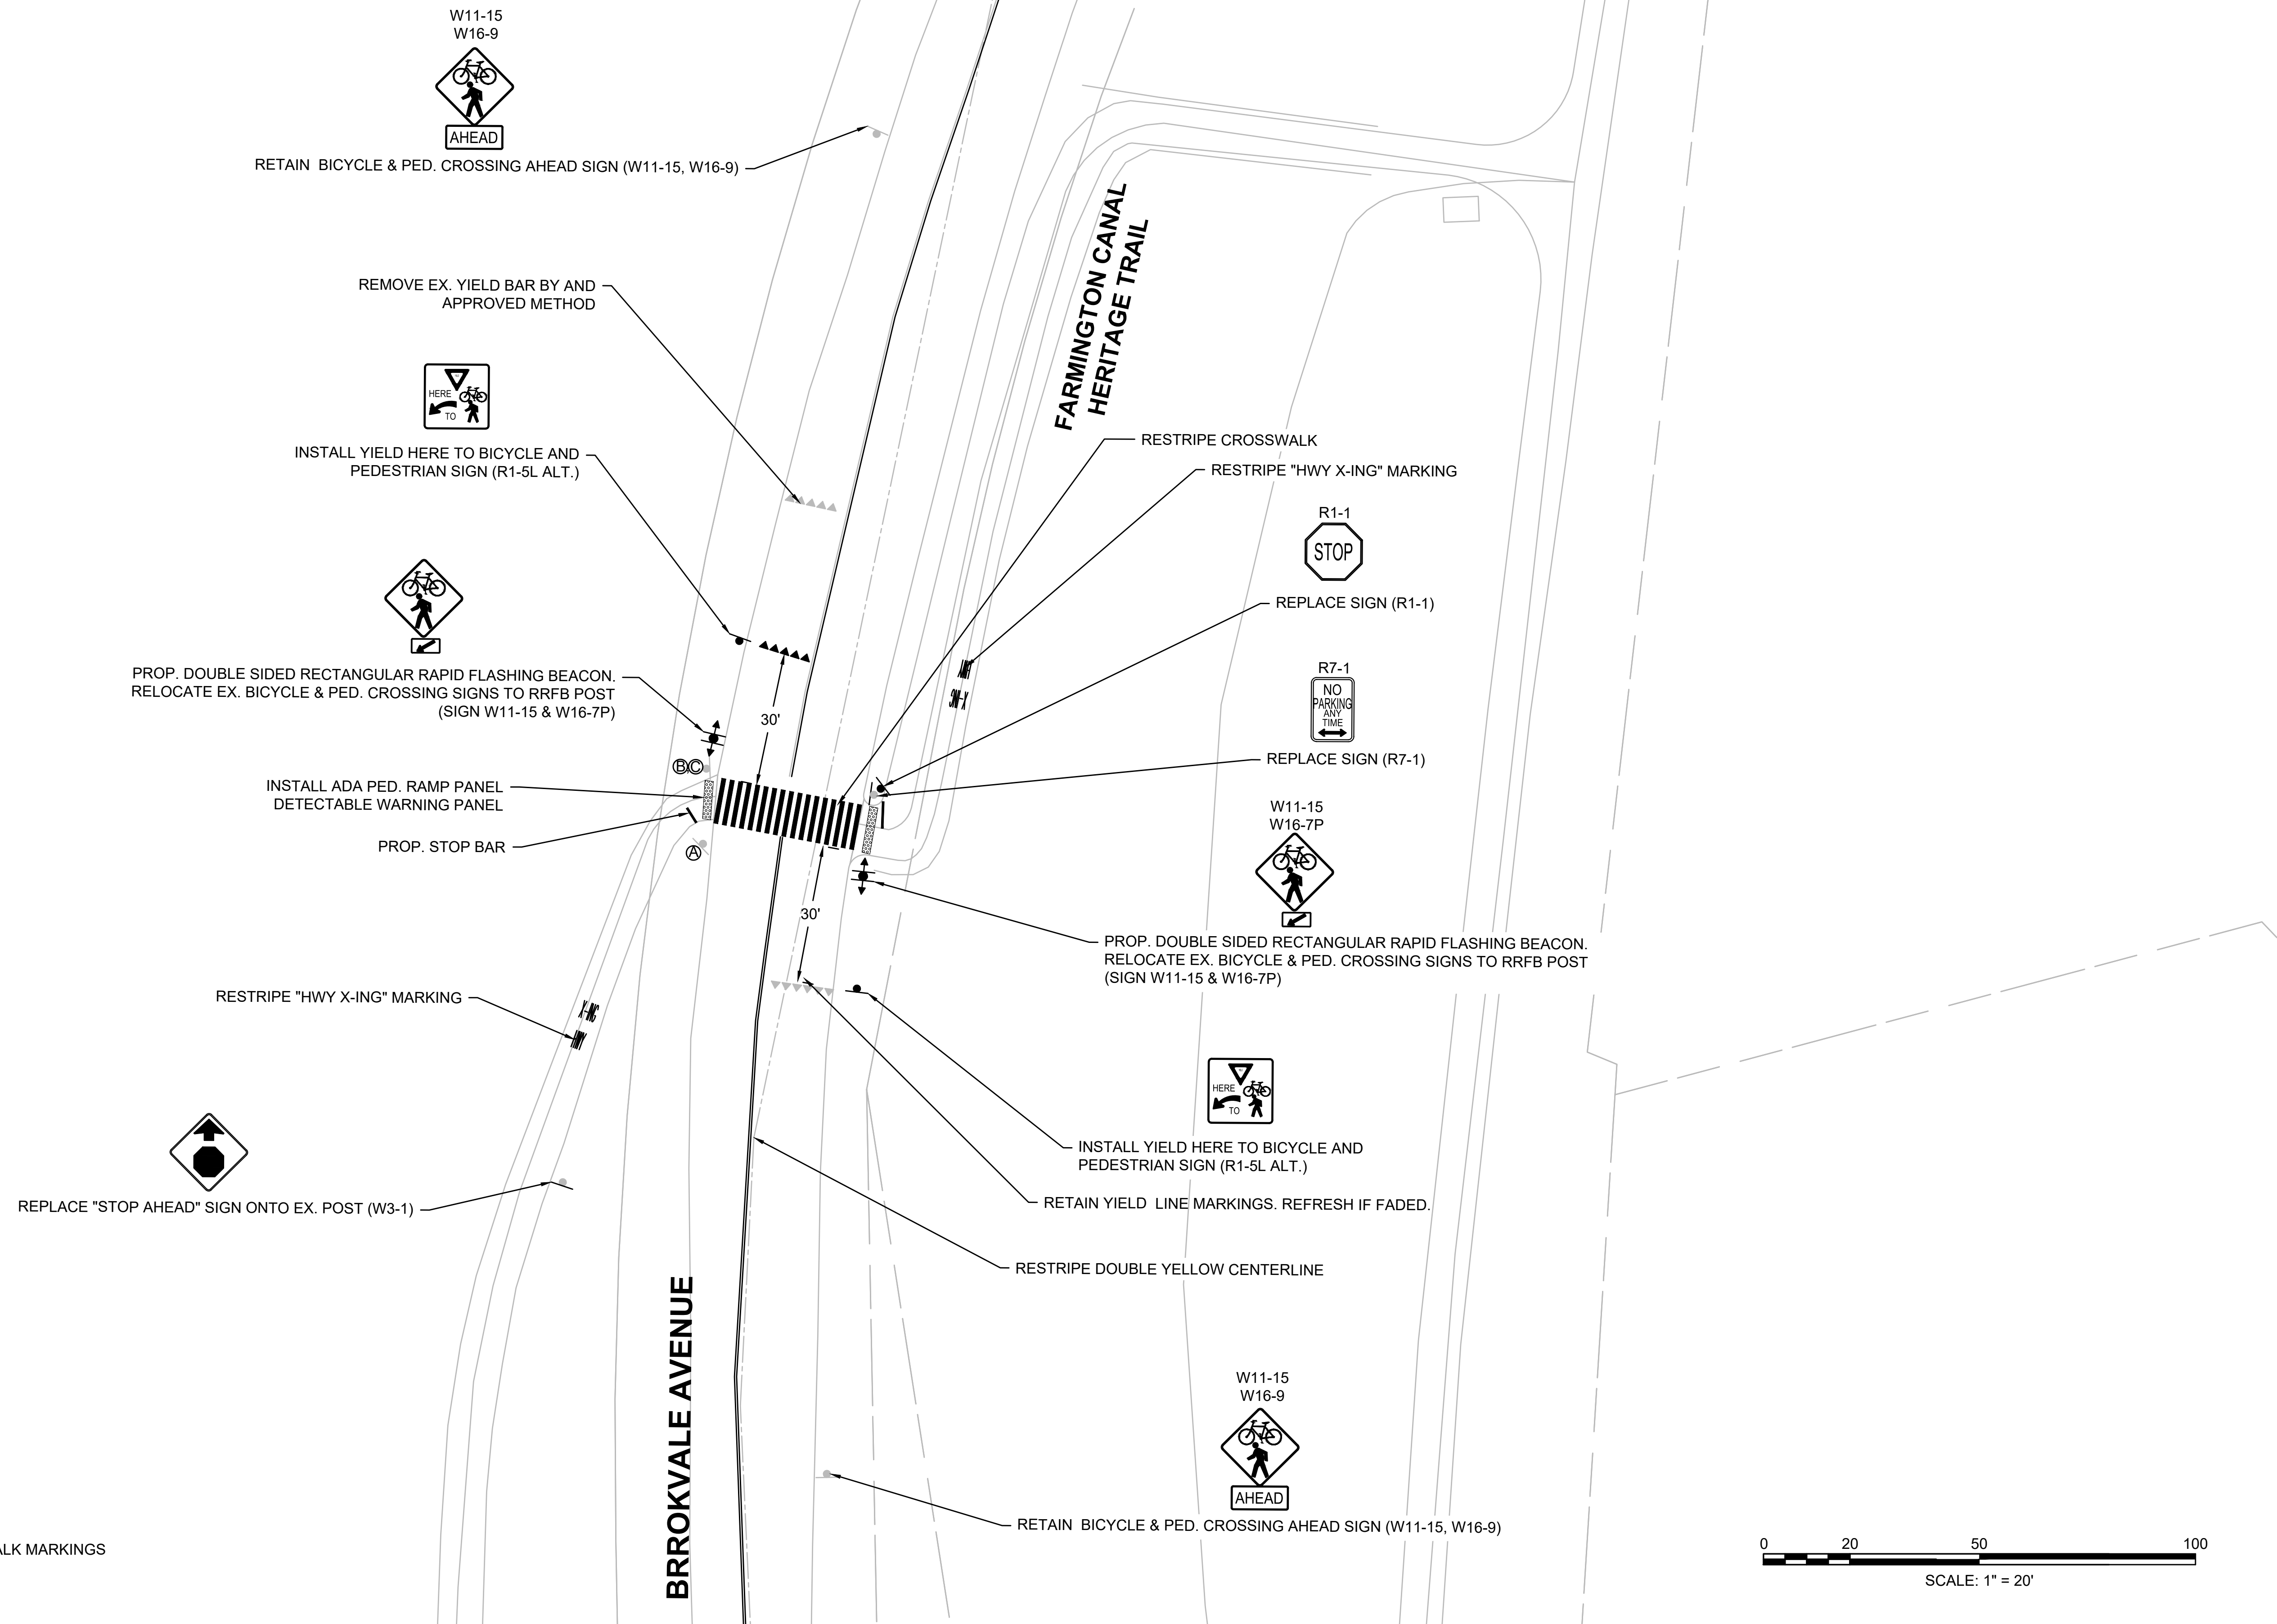 W11-15
W16-9
AHEAD
RETAIN  BICYCLE & PED. CROSSING AHEAD SIGN (W11-15, W16-9)
REMOVE EX. YIELD BAR BY AND
APPROVED METHOD
HERE
TO
INSTALL YIELD HERE TO BICYCLE AND
PEDESTRIAN SIGN (R1-5L ALT.)
PROP. DOUBLE SIDED RECTANGULAR RAPID FLASHING BEACON.
RELOCATE EX. BICYCLE & PED. CROSSING SIGNS TO RRFB POST
(SIGN W11-15 & W16-7P)
B C
INSTALL ADA PED. RAMP PANEL
DETECTABLE WARNING PANEL
PROP. STOP BAR
A
RESTRIPE "HWY X-ING" MARKING
REPLACE "STOP AHEAD" SIGN ONTO EX. POST (W3-1)
ALK MARKINGS
BRROKVALE AVENUE
30'
30'
FARMINGTON CANAL
HERITAGE TRAIL
RESTRIPE CROSSWALK
RESTRIPE "HWY X-ING" MARKING
R1-1
STOP
REPLACE SIGN (R1-1)
R7-1
NO
PARKING
ANY
TIME
REPLACE SIGN (R7-1)
W11-15
W16-7P
PROP. DOUBLE SIDED RECTANGULAR RAPID FLASHING BEACON.
RELOCATE EX. BICYCLE & PED. CROSSING SIGNS TO RRFB POST
(SIGN W11-15 & W16-7P)
HERE
TO
INSTALL YIELD HERE TO BICYCLE AND
PEDESTRIAN SIGN (R1-5L ALT.)
RETAIN YIELD  LINE MARKINGS. REFRESH IF FADED.
RESTRIPE DOUBLE YELLOW CENTERLINE
W11-15
W16-9
AHEAD
RETAIN  BICYCLE & PED. CROSSING AHEAD SIGN (W11-15, W16-9)
0 20 50 100
SCALE: 1" = 20'